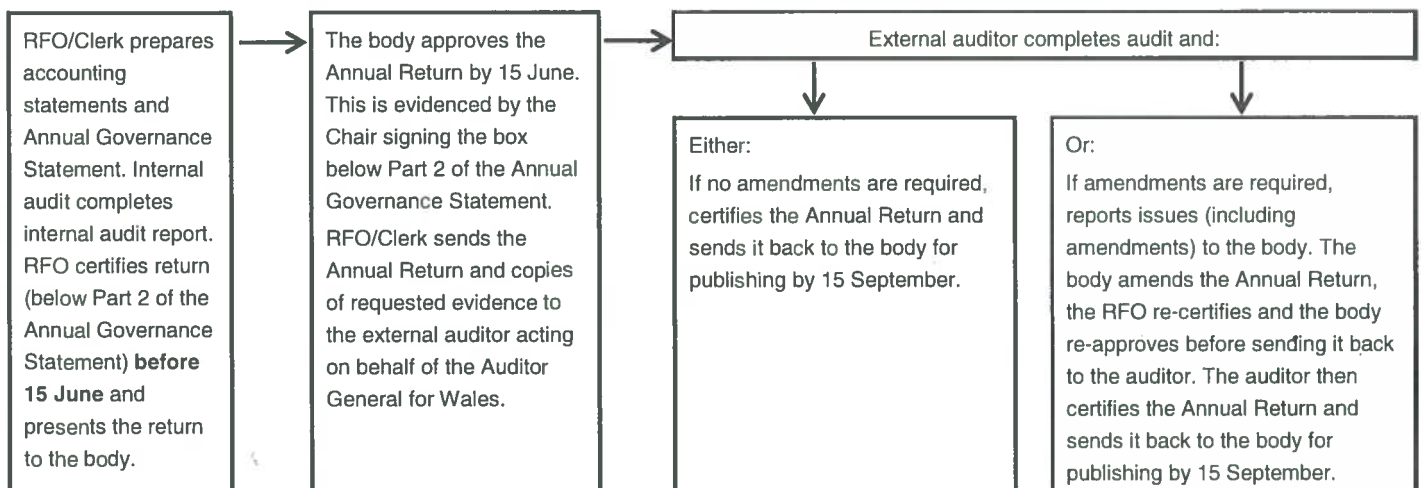 RFO/Clerk prepares
accounting
statements and
Annual Governance
Statement. Internal
audit completes
internal audit report.
RFO certifies return
(below Part 2 of the
Annual Governance
Statement) before
15 June and
presents the return
to the body.
The body approves the
Annual Return by 15 June.
This is evidenced by the
Chair signing the box
below Part 2 of the Annual
Governance Statement.
RFO/Clerk sends the
Annual Return and copies
of requested evidence to
the external auditor acting
on behalf of the Auditor
General for Wales.
External auditor completes audit and:
Either:
If no amendments are required,
certifies the Annual Return and
sends it back to the body for
publishing by 15 September.
Or:
If amendments are required,
reports issues (including
amendments) to the body. The
body amends the Annual Return,
the RFO re-certifies and the body
re-approves before sending it back
to the auditor. The auditor then
certifies the Annual Return and
sends it back to the body for
publishing by 15 September.